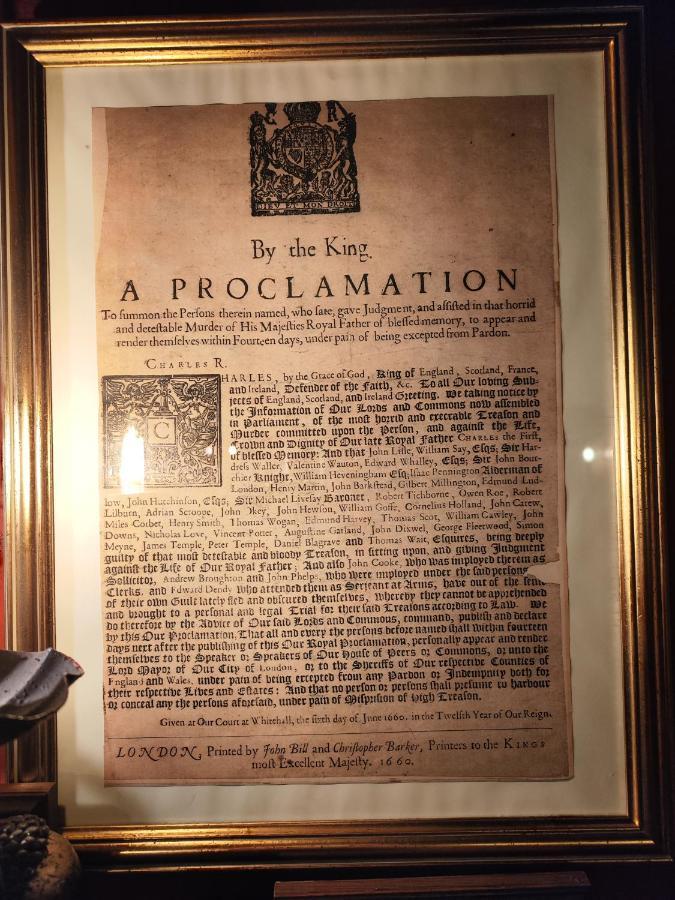 C R
DIEV ET MON DROIT
By the King.
A PROCLAMATION
To summon the Persons therein named, who sate, gave Judgment, and assisted in that horrid
and detestable Murder of His Majesties Royal Father of blessed memory, to appear and
render themselves within Fourteen days, under pain of being excepted from Pardon.
CHARLES R.
C
HARLES, by the Grace of God, King of England, Scotland, France,
and Ireland, Defender of the Faith, &c. To all Our loving Sub-
jects of England, Scotland, and Ireland Greeting. We taking notice by
the Information of Our Lords and Commons now assembled
in Parliament, of the most horrid and execrable Treason and
Murder committed upon the Person, and against the Life,
Crown and Dignity of Our late Royal Father CHARLES the First,
of blessed Memory: And that John Lisle, William Say, Esqs; Sir Har-
dress Waller, Valentine Wauton, Edward Whalley, Esqs; Sir John Bour-
chier Knight, William Heveningham Esq; Isaac Pennington Alderman of
London, Henry Martin, John Barkstead, Gilbert Millington, Edmund Lud-
low, John Hutchinson, Esqs; Sir Michael Livesay Baronet, Robert Tichborne, Owen Roe, Robert
Lilburn, Adrian Scroope, John Okey, John Hewson, William Goffe, Cornelius Holland, John Carew,
Miles Corbet, Henry Smith, Thomas Wogan, Edmund Harvey, Thomas Scot, William Cawley, John
Downs, Nicholas Love, Vincent Potter, Augustine Garland, John Dixwel, George Fleetwood, Simon
Meyne, James Temple, Peter Temple, Daniel Blagrave and Thomas Wait, Esquires, being deeply
guilty of that most detestable and bloody Treason, in sitting upon, and giving Judgment
against the Life of Our Royal Father; And also John Cooke, who was imployed therein as
Sollicitor, Andrew Broughton and John Phelps, who were imployed under the said persons
Clerks, and Edward Dendy who attended them as Serjeant at Arms, have out of the sense
of their own Guilt lately fled and obscured themselves, whereby they cannot be apprehended
and brought to a personal and legal Trial for their said Treasons according to Law. We
do therefore by the Advice of Our said Lords and Commons, command, publish and declare
by this Our Proclamation, That all and every the persons before named shall within fourteen
days next after the publishing of this Our Royal Proclamation, personally appear and render
themselves to the Speaker or Speakers of Our House of Peers or Commons, or unto the
Lord Mayor of Our City of London, or to the Sheriffs of Our respective Counties of
England and Wales, under pain of being excepted from any Pardon or Indempnity both for
their respective Lives and Estates: And that no person or persons shall presume to harbour
or conceal any the persons aforesaid, under pain of Misprision of High Treason.
Given at Our Court at Whitehall, the sixth day of June 1660. in the Twelfth Year of Our Reign.
LONDON, Printed by John Bill and Christopher Barker, Printers to the KINGS
most Excellent Majesty. 1660.